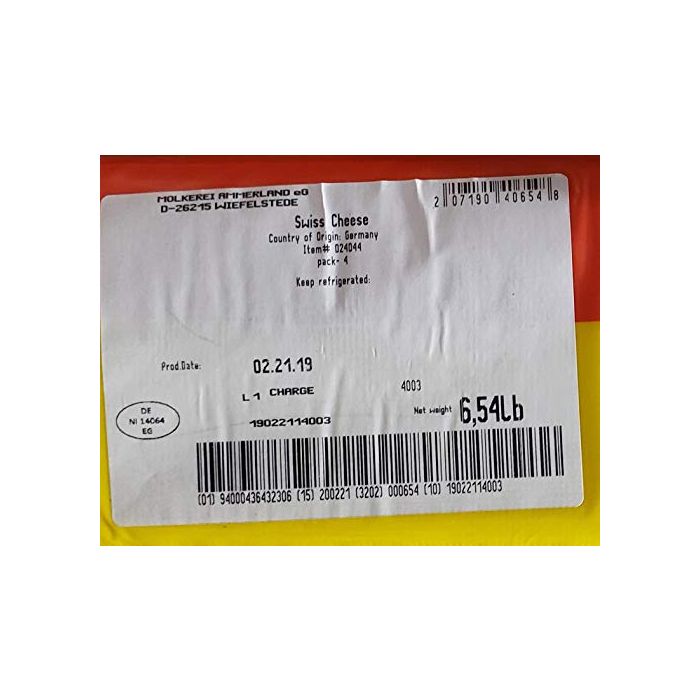 MOLKEREI AMMERLAND eG
D-26215 WIEFELSTEDE
2 07190 40654 8
Swiss Cheese
Country of Origin: Germany
Item# 024044
pack- 4
Keep refrigerated:
Prod.Date: 02.21.19
L 1 CHARGE 4003
19022114003
Net weight 6,54Lb
DE
NI 14064
EG
(01) 94000436432306 (15) 200221 (3202) 000654 (10) 19022114003